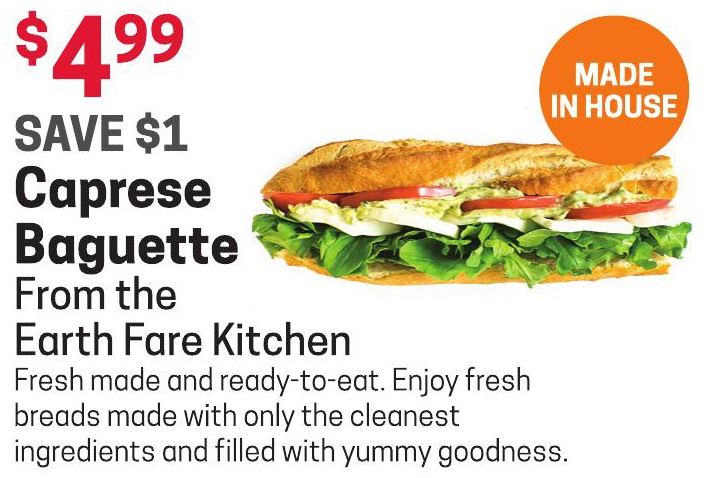 $4.99
SAVE $1
Caprese
Baguette
From the
Earth Fare Kitchen
Fresh made and ready-to-eat. Enjoy fresh
breads made with only the cleanest
ingredients and filled with yummy goodness.
MADE
IN HOUSE